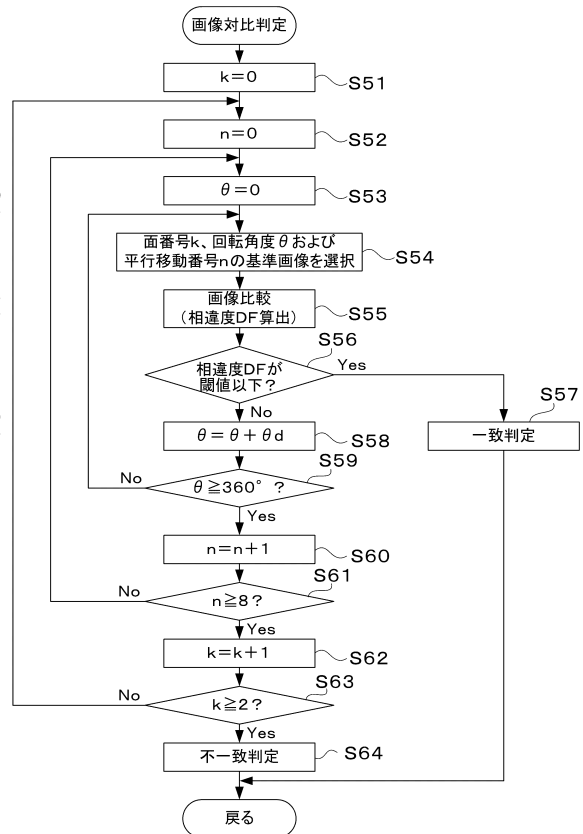 画像対比判定
k=0
S51
n=0
S52
θ=0
S53
面番号k、回転角度θおよび
平行移動番号nの基準画像を選択
S54
画像比較
(相違度DF算出)
S55
S56
相違度DFが
閾値以下?
Yes
No
S57
一致判定
θ=θ+θd
S58
S59
No
θ≧360°?
Yes
n=n+1
S60
S61
No
n≧8?
Yes
k=k+1
S62
S63
No
k≧2?
Yes
不一致判定
S64
戻る